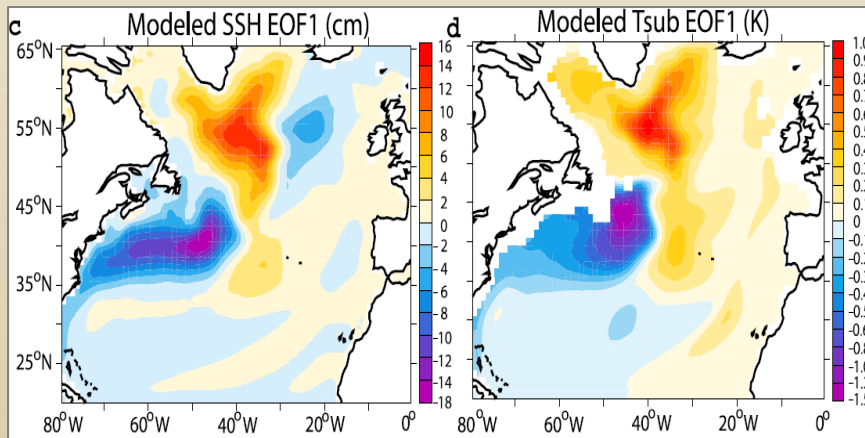 c Modeled SSH EOF1 (cm)
65°N
55°N
45°N
35°N
25°N
80°W 60°W 40°W 20°W 0°
16
14
12
10
8
6
4
2
0
-2
-4
-6
-8
-10
-12
-14
-18
d Modeled Tsub EOF1 (K)
80°W 60°W 40°W 20°W 0°